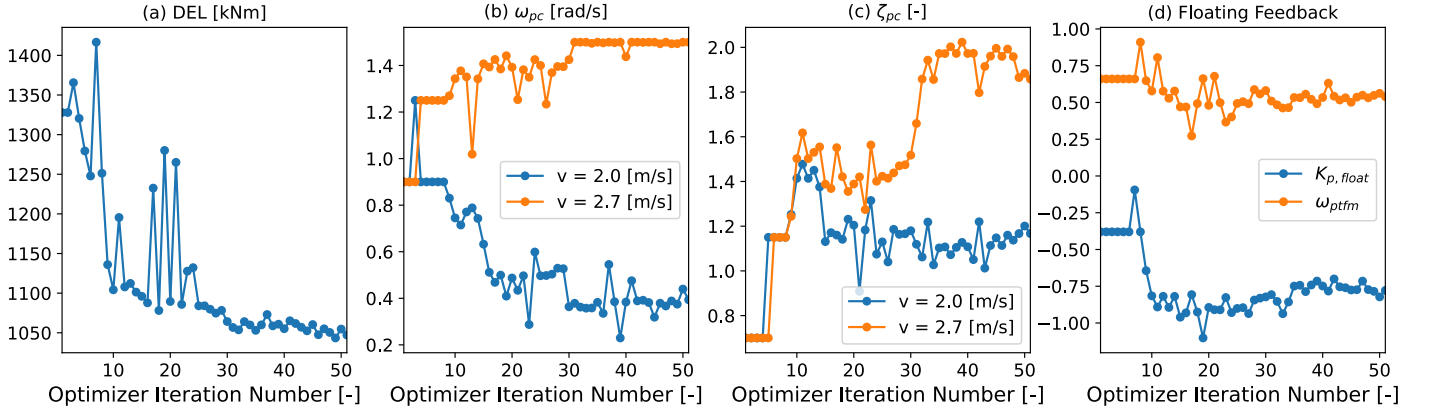 (a) DEL [kNm]
1400
1350
1300
1250
1200
1150
1100
1050
10 20 30 40 50
Optimizer Iteration Number [-]
(b) ω_pc [rad/s]
1.4
1.2
1.0
0.8
0.6
0.4
0.2
v = 2.0 [m/s]
v = 2.7 [m/s]
10 20 30 40 50
Optimizer Iteration Number [-]
(c) ζ_pc [-]
2.0
1.8
1.6
1.4
1.2
1.0
0.8
v = 2.0 [m/s]
v = 2.7 [m/s]
10 20 30 40 50
Optimizer Iteration Number [-]
(d) Floating Feedback
1.00
0.75
0.50
0.25
0.00
−0.25
−0.50
−0.75
−1.00
K_p, float
ω_ptfm
10 20 30 40 50
Optimizer Iteration Number [-]